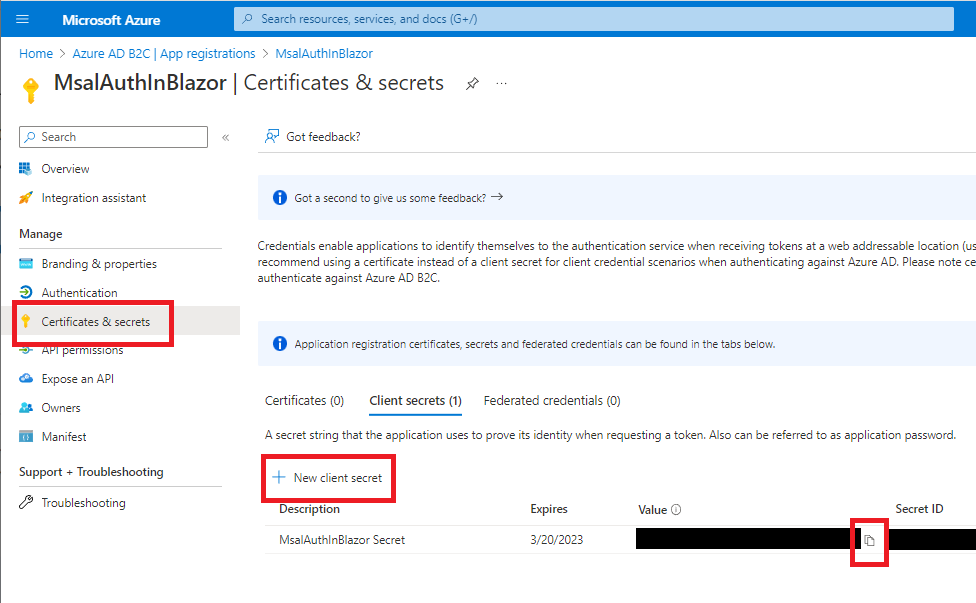 Microsoft Azure
Search resources, services, and docs (G+/)
Home > Azure AD B2C | App registrations > MsalAuthInBlazor
MsalAuthInBlazor | Certificates & secrets
Search
«
Got feedback?
Overview
Integration assistant
Got a second to give us some feedback?
Manage
Branding & properties
Authentication
Certificates & secrets
API permissions
Expose an API
Owners
Manifest
Support + Troubleshooting
Troubleshooting
Credentials enable applications to identify themselves to the authentication service when receiving tokens at a web addressable location (us
recommend using a certificate instead of a client secret for client credential scenarios when authenticating against Azure AD. Please note ce
authenticate against Azure AD B2C.
Application registration certificates, secrets and federated credentials can be found in the tabs below.
Certificates (0) Client secrets (1) Federated credentials (0)
A secret string that the application uses to prove its identity when requesting a token. Also can be referred to as application password.
New client secret
Description Expires Value Secret ID
MsalAuthInBlazor Secret 3/20/2023